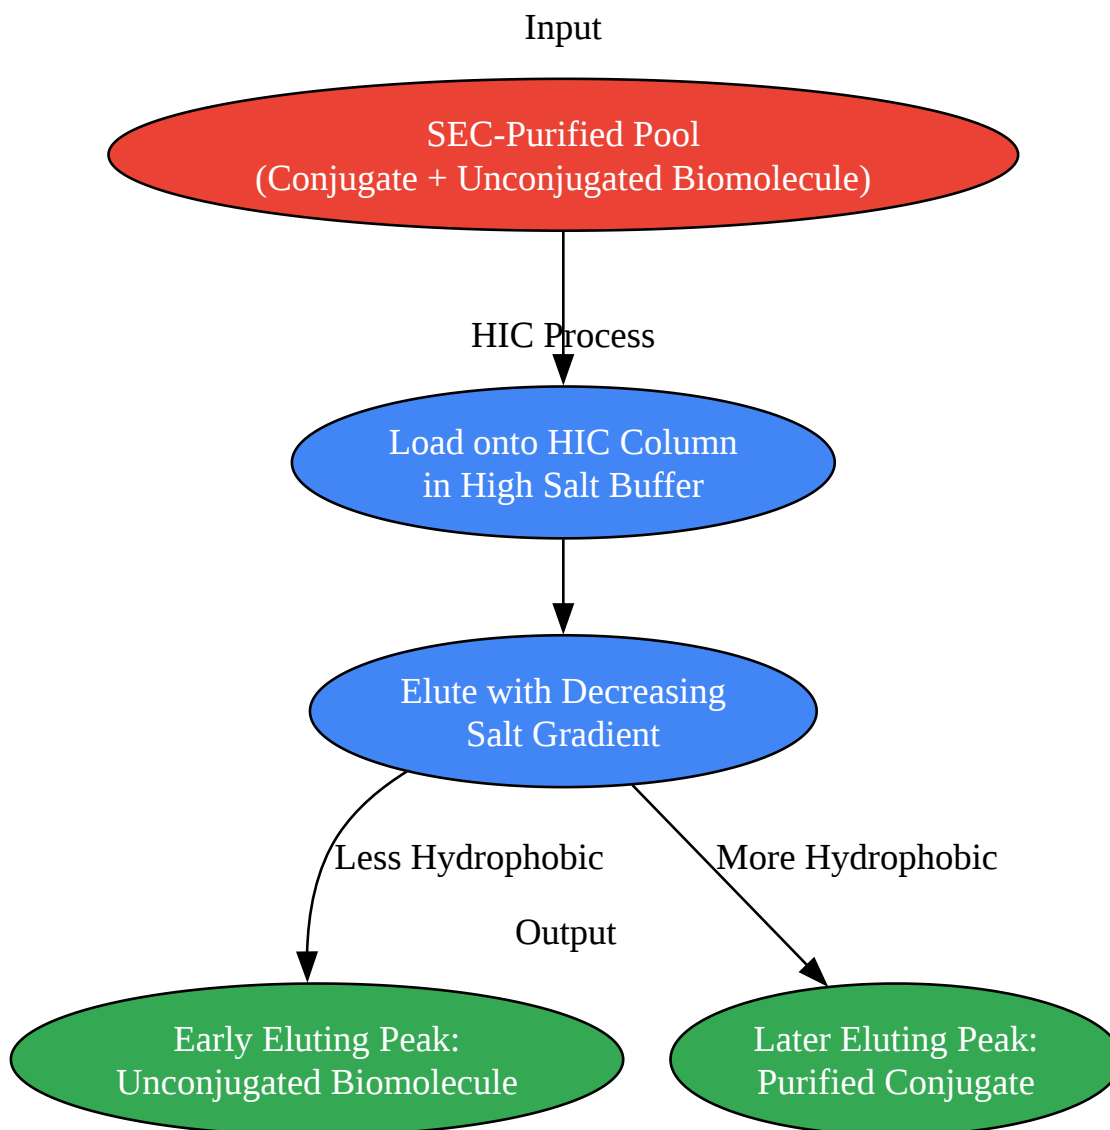 Input
SEC-Purified Pool
(Conjugate + Unconjugated Biomolecule)
HIC Process
Load onto HIC Column
in High Salt Buffer
Elute with Decreasing
Salt Gradient
Less Hydrophobic
More Hydrophobic
Output
Early Eluting Peak:
Unconjugated Biomolecule
Later Eluting Peak:
Purified Conjugate